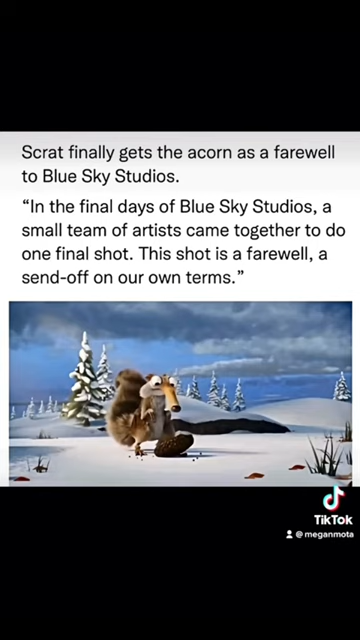 Scrat finally gets the acorn as a farewell
to Blue Sky Studios.
“In the final days of Blue Sky Studios, a
small team of artists came together to do
one final shot. This shot is a farewell, a
send-off on our own terms.”
TikTok
@meganmota